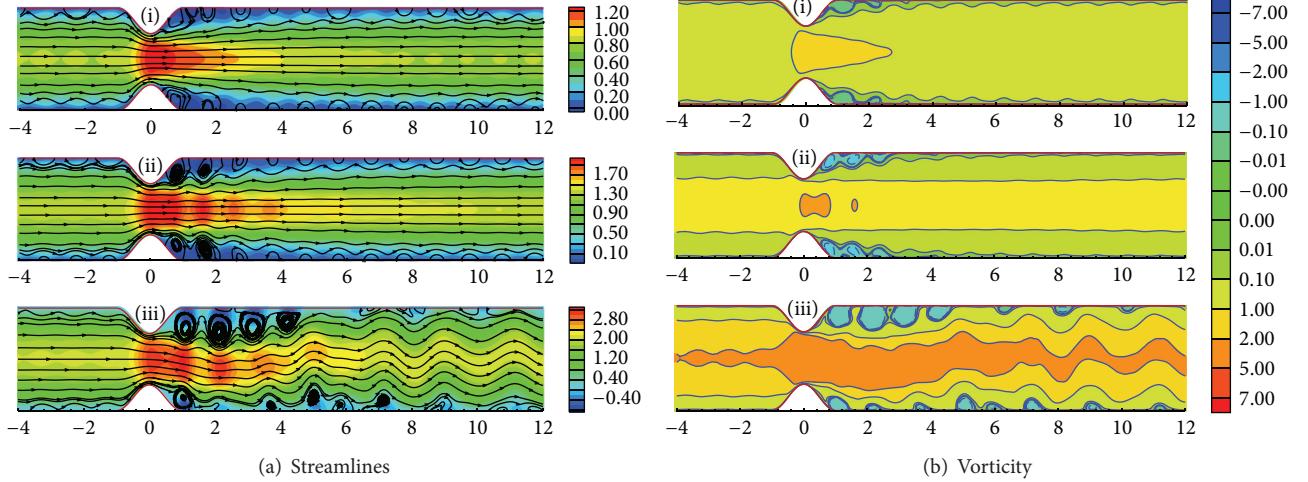 (i)
1.20
1.00
0.80
0.60
0.40
0.20
0.00
−4 −2 0 2 4 6 8 10 12
(ii)
1.70
1.30
0.90
0.50
0.10
−4 −2 0 2 4 6 8 10 12
(iii)
2.80
2.00
1.20
0.40
−0.40
−4 −2 0 2 4 6 8 10 12
(a) Streamlines
(i)
−4 −2 0 2 4 6 8 10 12
(ii)
−4 −2 0 2 4 6 8 10 12
(iii)
−4 −2 0 2 4 6 8 10 12
−7.00
−5.00
−2.00
−1.00
−0.10
−0.01
−0.00
0.00
0.01
0.10
1.00
2.00
5.00
7.00
(b) Vorticity